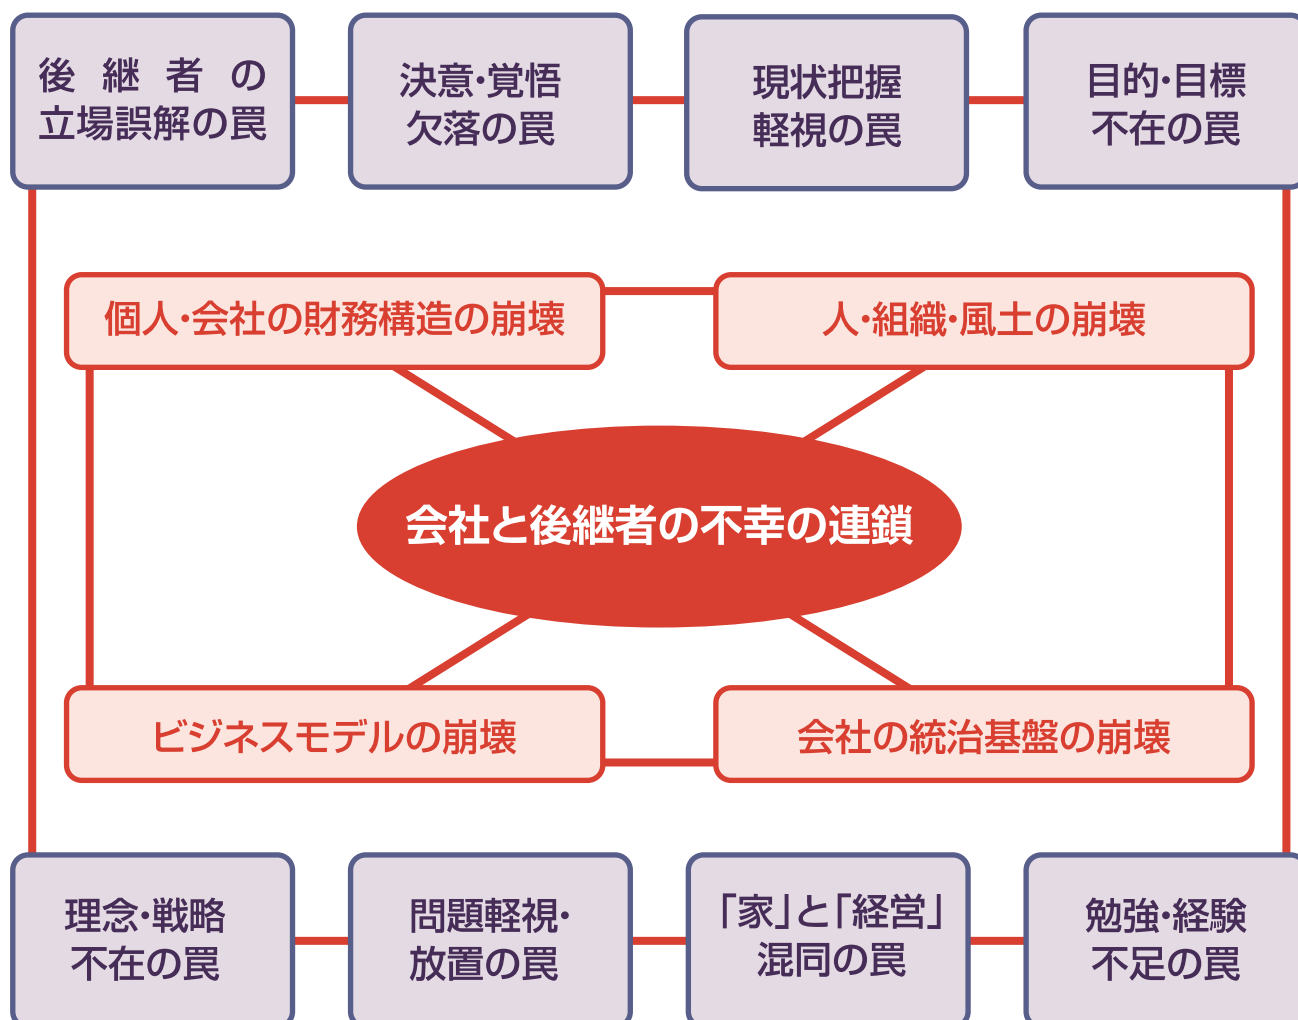 後継者の
立場誤解の罠
決意・覚悟
欠落の罠
現状把握
軽視の罠
目的・目標
不在の罠
個人・会社の財務構造の崩壊
人・組織・風土の崩壊
会社と後継者の不幸の連鎖
ビジネスモデルの崩壊
会社の統治基盤の崩壊
理念・戦略
不在の罠
問題軽視・
放置の罠
「家」と「経営」
混同の罠
勉強・経験
不足の罠